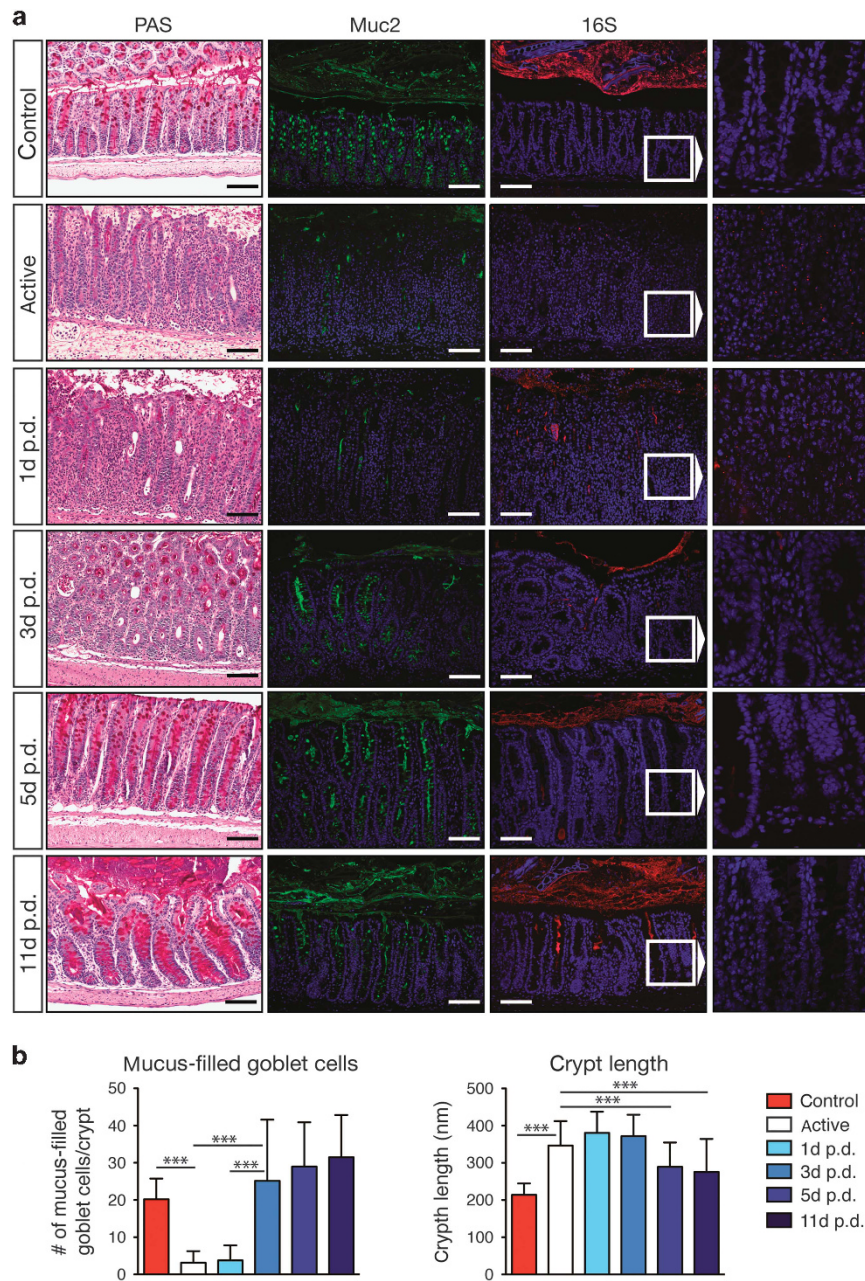 a
PAS Muc2 16S
Control
Active
1d p.d.
3d p.d.
5d p.d.
11d p.d.
b
Mucus-filled goblet cells
# of mucus-filled
goblet cells/crypt
50
40
30
20
10
0
***
***
***
Crypt length
Crypth length (nm)
500
400
300
200
100
0
***
***
***
Control
Active
1d p.d.
3d p.d.
5d p.d.
11d p.d.